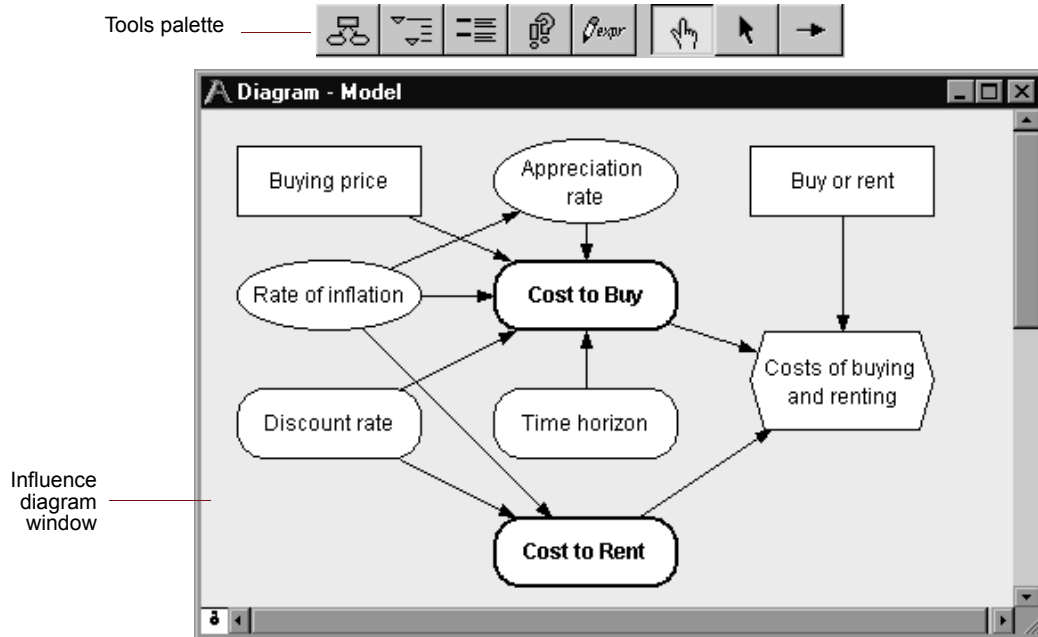 Tools palette
expr
Diagram - Model
Buying price
Appreciation
rate
Buy or rent
Rate of inflation
Cost to Buy
Costs of buying
and renting
Discount rate
Time horizon
Influence
diagram
window
Cost to Rent